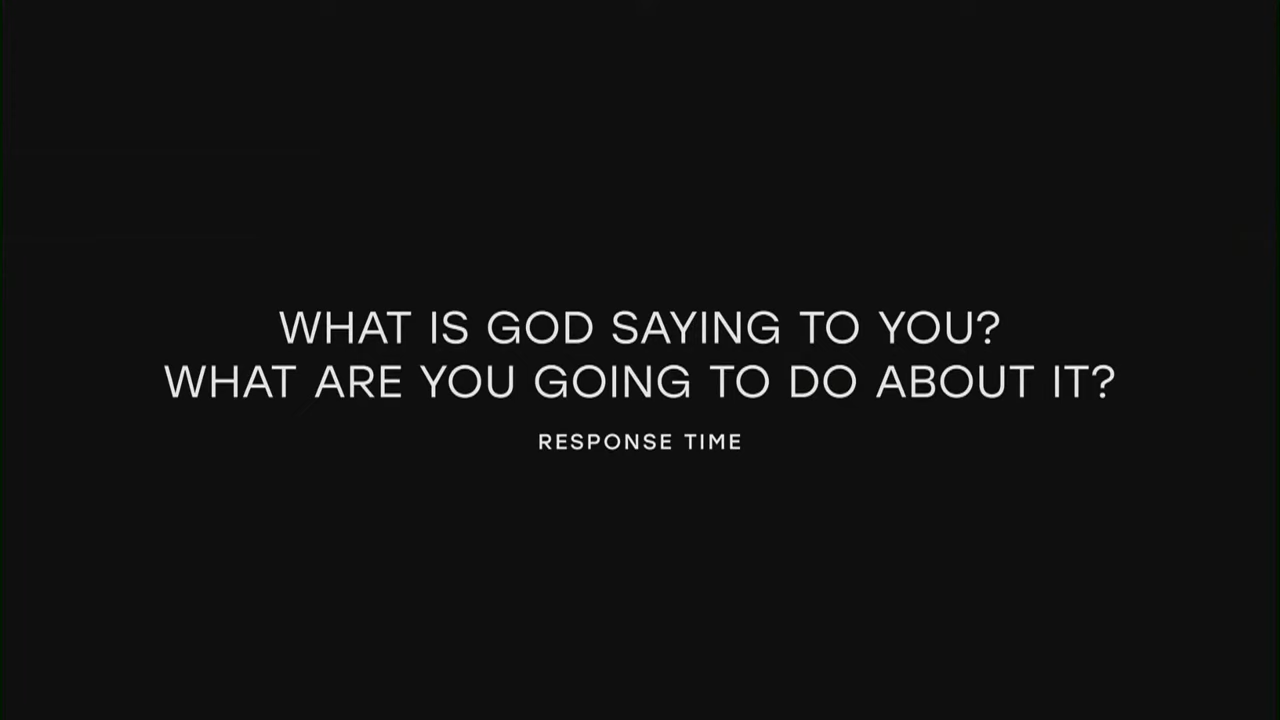 WHAT IS GOD SAYING TO YOU?
WHAT ARE YOU GOING TO DO ABOUT IT?
RESPONSE TIME